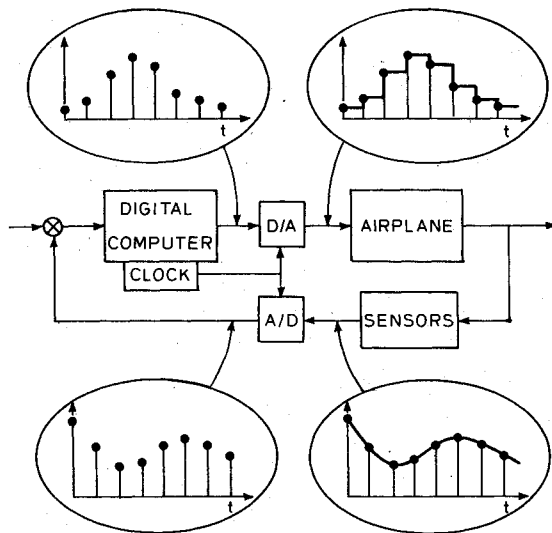 t
t
DIGITAL
COMPUTER
CLOCK
D/A
AIRPLANE
A/D
SENSORS
t
t